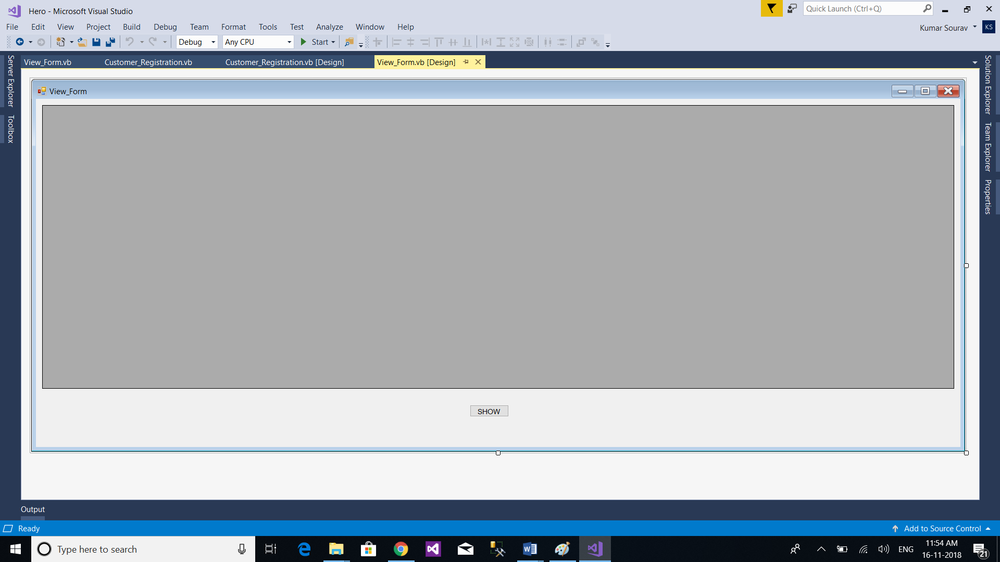 Hero - Microsoft Visual Studio
Quick Launch (Ctrl+Q)
File Edit View Project Build Debug Team Format Tools Test Analyze Window Help
Kumar Sourav KS
Debug Any CPU Start
Server Explorer
Toolbox
View_Form.vb Customer_Registration.vb Customer_Registration.vb [Design] View_Form.vb [Design]
Solution Explorer
Team Explorer
Properties
View_Form
SHOW
Output
Ready
Add to Source Control
Type here to search
ENG
11:54 AM
16-11-2018
21